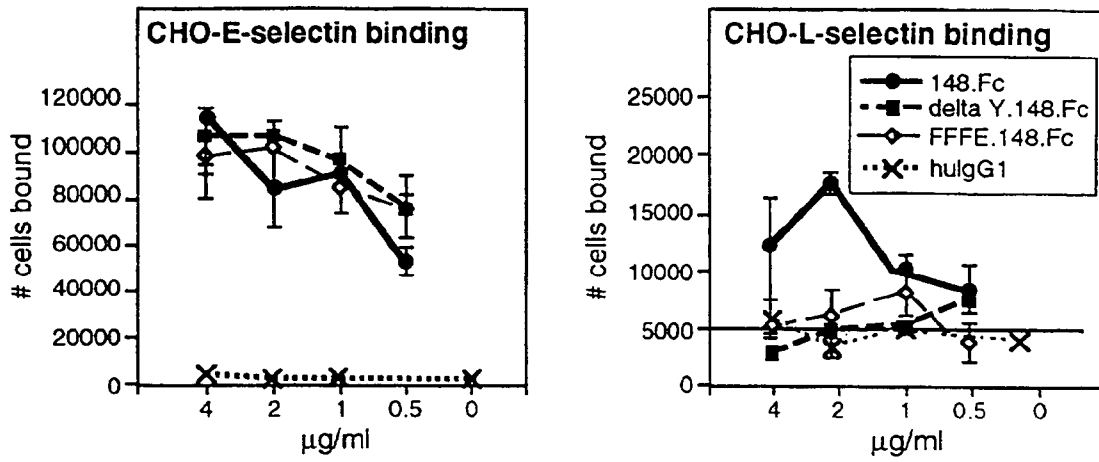 CHO-E-selectin binding
# cells bound
120000
100000
80000
60000
40000
20000
0
4 2 1 0.5 0
µg/ml
CHO-L-selectin binding
148.Fc
delta Y.148.Fc
FFFE.148.Fc
huIgG1
# cells bound
25000
20000
15000
10000
5000
0
4 2 1 0.5 0
µg/ml